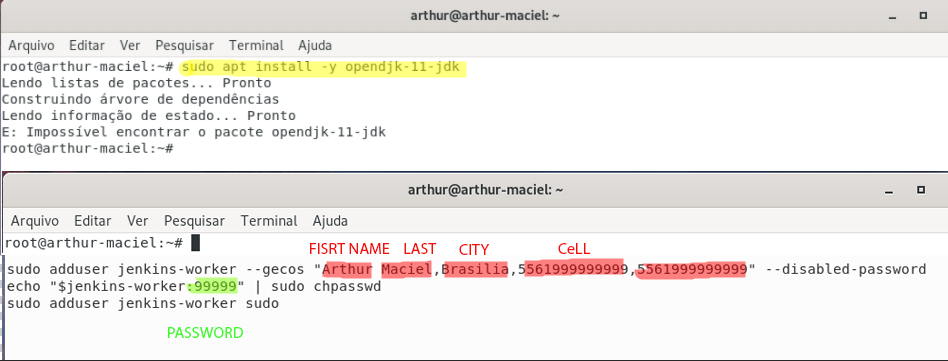 arthur@arthur-maciel: ~
Arquivo Editar Ver Pesquisar Terminal Ajuda
root@arthur-maciel:~# sudo apt install -y opendjk-11-jdk
Lendo listas de pacotes... Pronto
Construindo árvore de dependências
Lendo informação de estado... Pronto
E: Impossível encontrar o pacote opendjk-11-jdk
root@arthur-maciel:~#
arthur@arthur-maciel: ~
Arquivo Editar Ver Pesquisar Terminal Ajuda
root@arthur-maciel:~#
FISRT NAME LAST CITY CeLL
sudo adduser jenkins-worker --gecos "Arthur Maciel,Brasilia,5561999999999,5561999999999" --disabled-password
echo "$jenkins-worker:99999" | sudo chpasswd
sudo adduser jenkins-worker sudo
PASSWORD